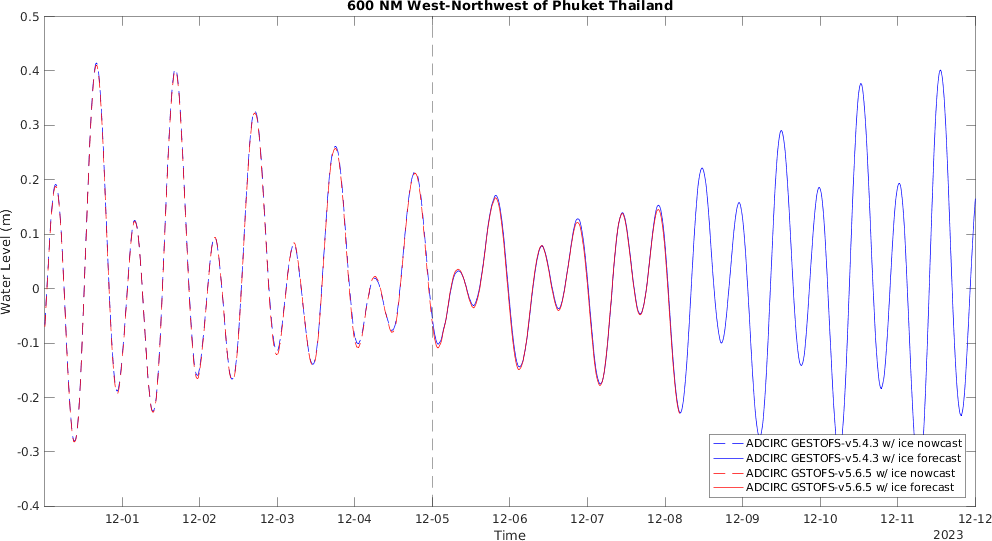 600 NM West-Northwest of Phuket Thailand
0.5
0.4
0.3
0.2
0.1
0
-0.1
-0.2
-0.3
-0.4
Water Level (m)
ADCIRC GESTOFS-v5.4.3 w/ ice nowcast
ADCIRC GESTOFS-v5.4.3 w/ ice forecast
ADCIRC GSTOFS-v5.6.5 w/ ice nowcast
ADCIRC GSTOFS-v5.6.5 w/ ice forecast
12-01 12-02 12-03 12-04 12-05 12-06 12-07 12-08 12-09 12-10 12-11 12-12
Time
2023